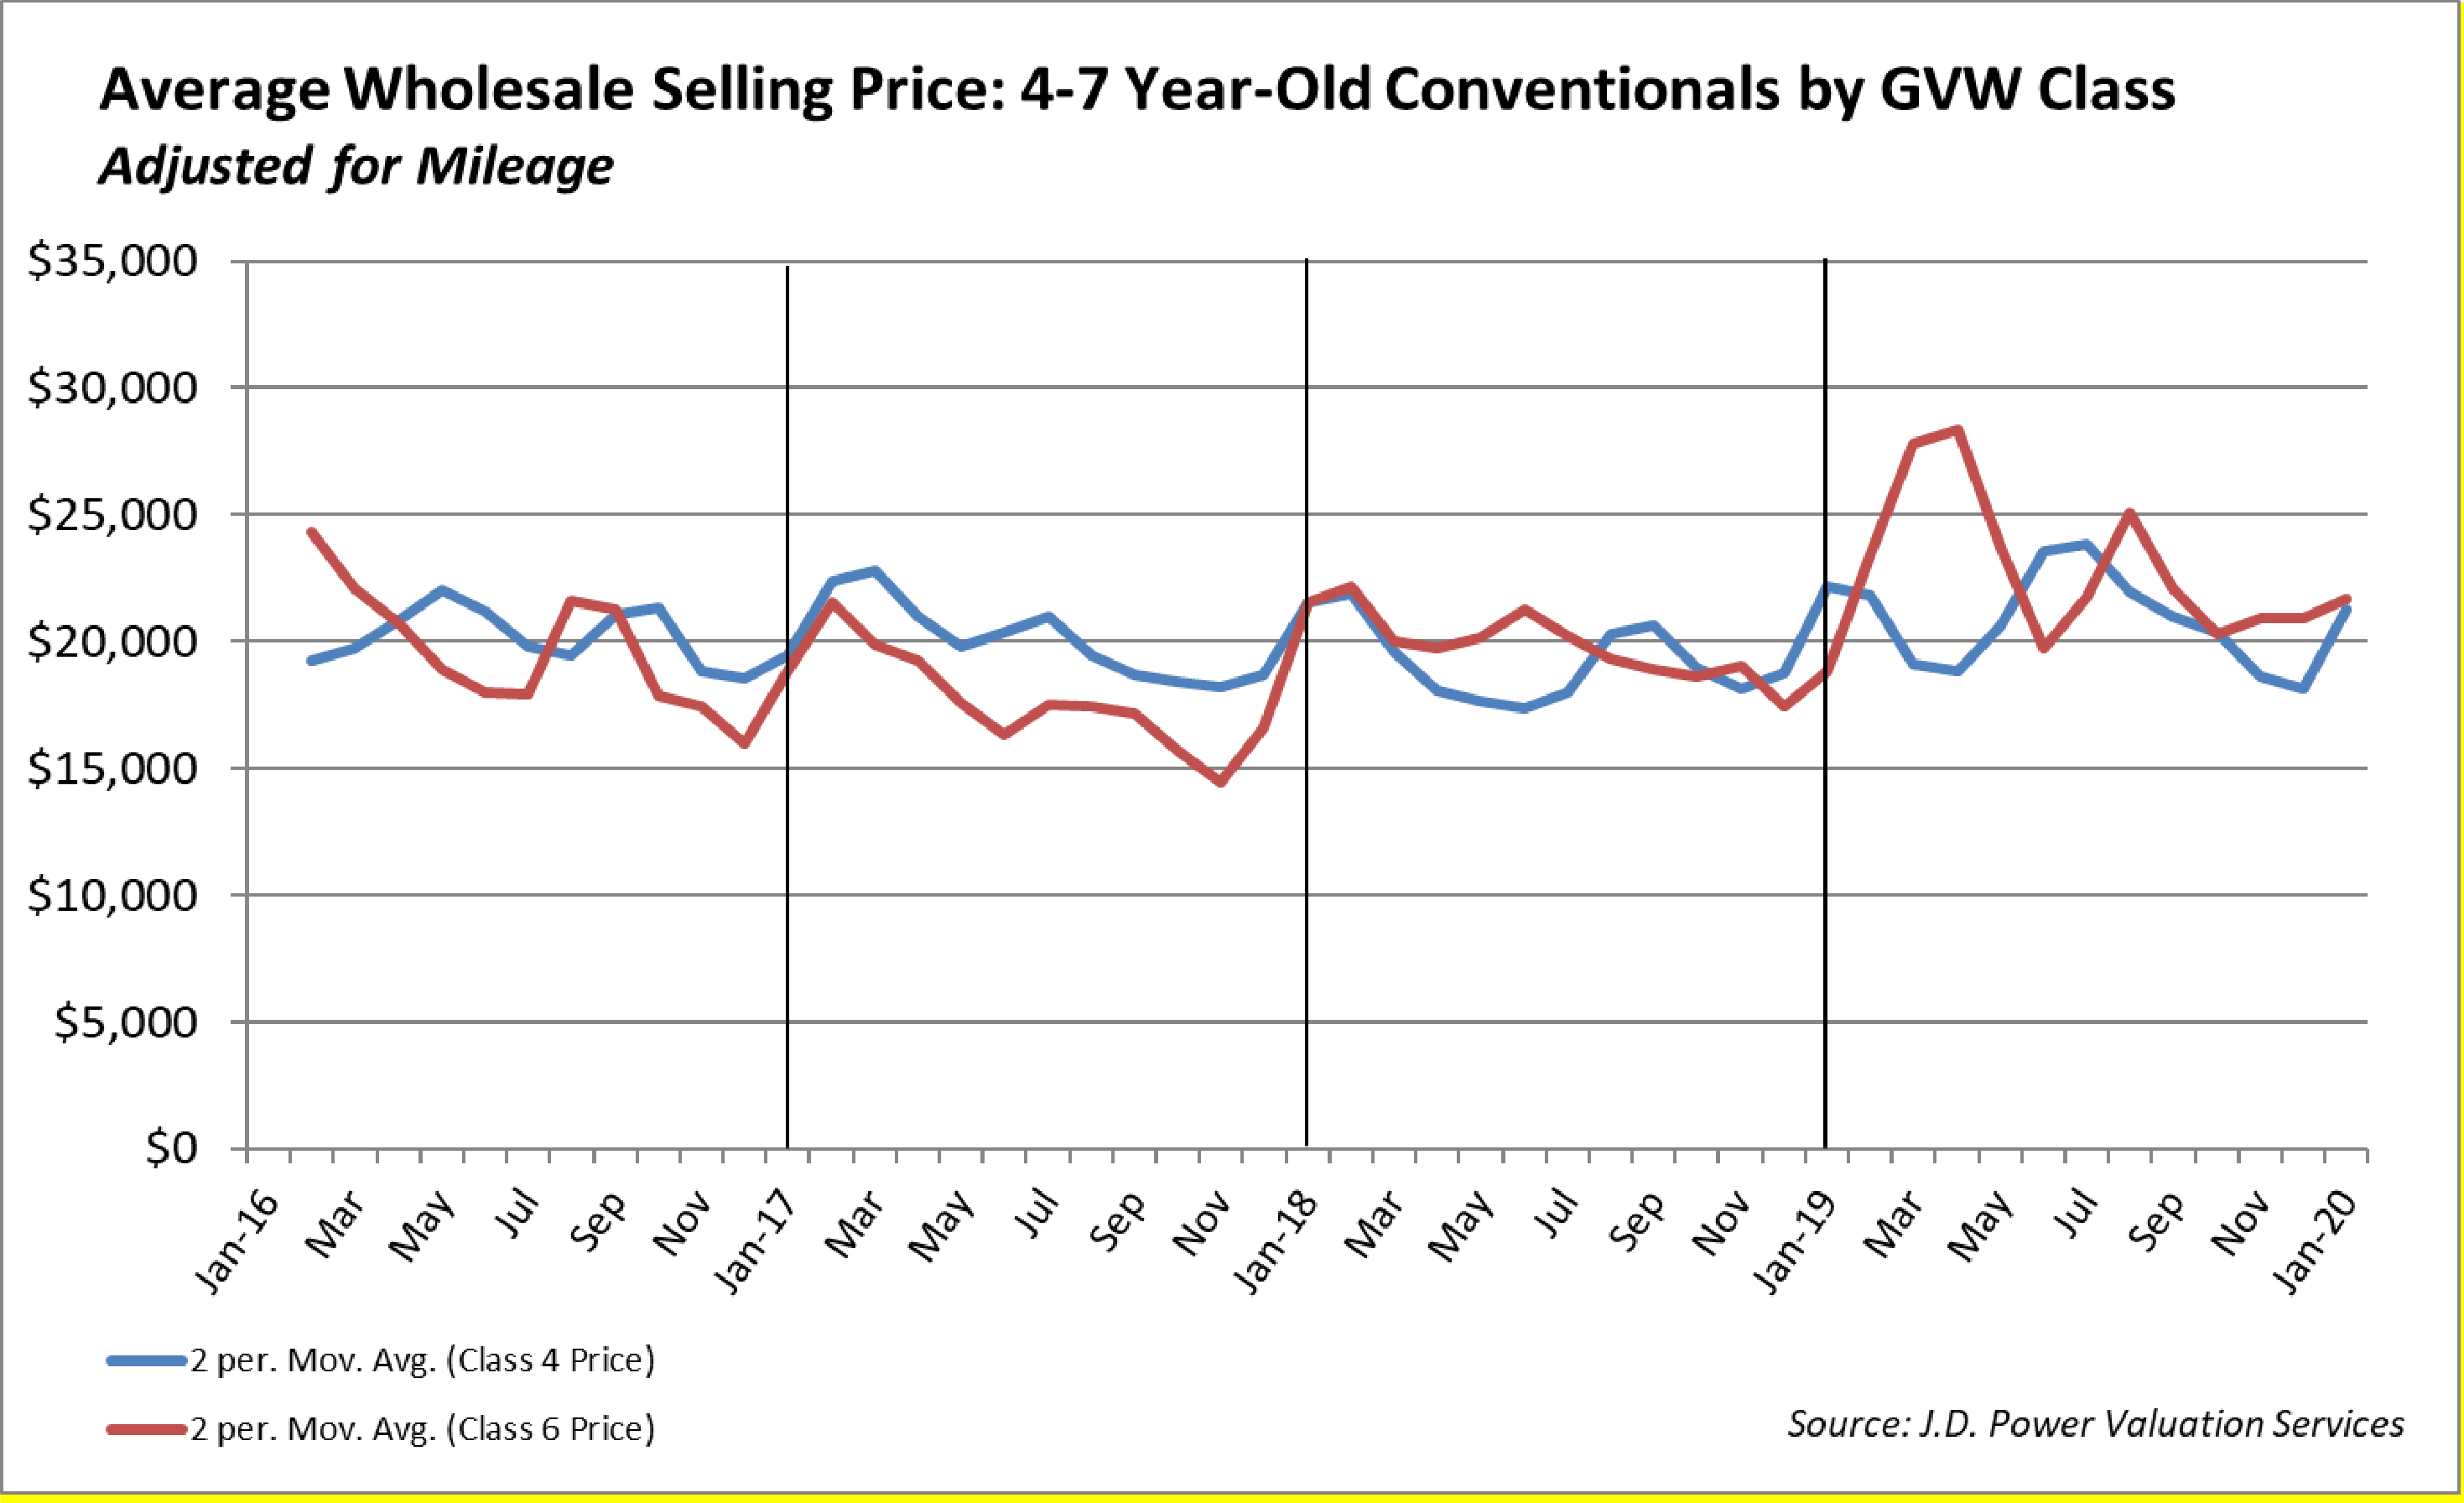 Average Wholesale Selling Price: 4-7 Year-Old Conventionals by GVW Class
Adjusted for Mileage
$35,000
$30,000
$25,000
$20,000
$15,000
$10,000
$5,000
$0
Jan-16 Mar May Jul Sep Nov Jan-17 Mar May Jul Sep Nov Jan-18 Mar May Jul Sep Nov Jan-19 Mar May Jul Sep Nov Jan-20
2 per. Mov. Avg. (Class 4 Price)
2 per. Mov. Avg. (Class 6 Price)
Source: J.D. Power Valuation Services